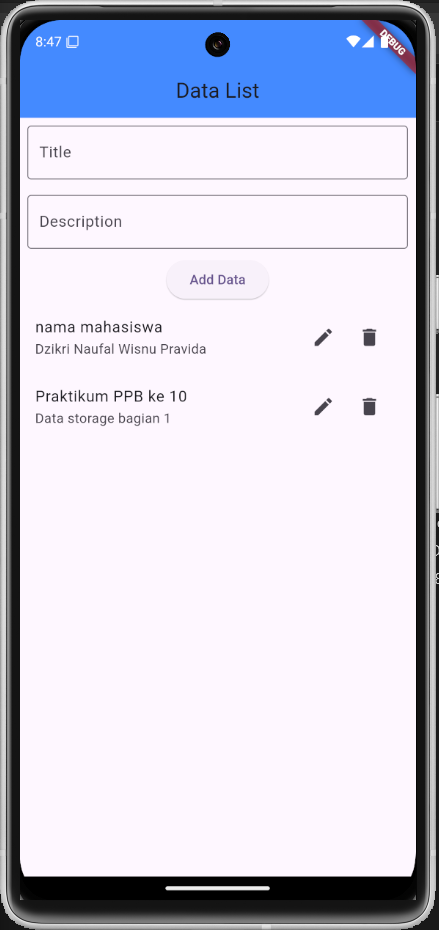 8:47
DEBUG
Data List
Title
Description
Add Data
nama mahasiswa
Dzikri Naufal Wisnu Pravida
Praktikum PPB ke 10
Data storage bagian 1